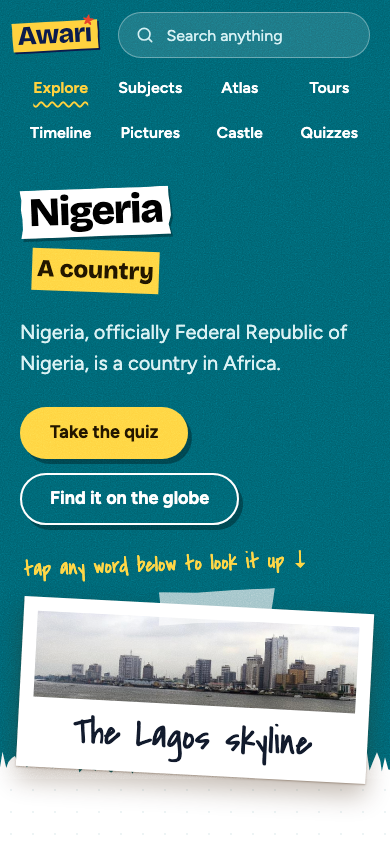 Awari
Search anything
Explore Subjects Atlas Tours
Timeline Pictures Castle Quizzes
Nigeria
A country
Nigeria, officially Federal Republic of
Nigeria, is a country in Africa.
Take the quiz
Find it on the globe
tap any word below to look it up ↓
The Lagos skyline